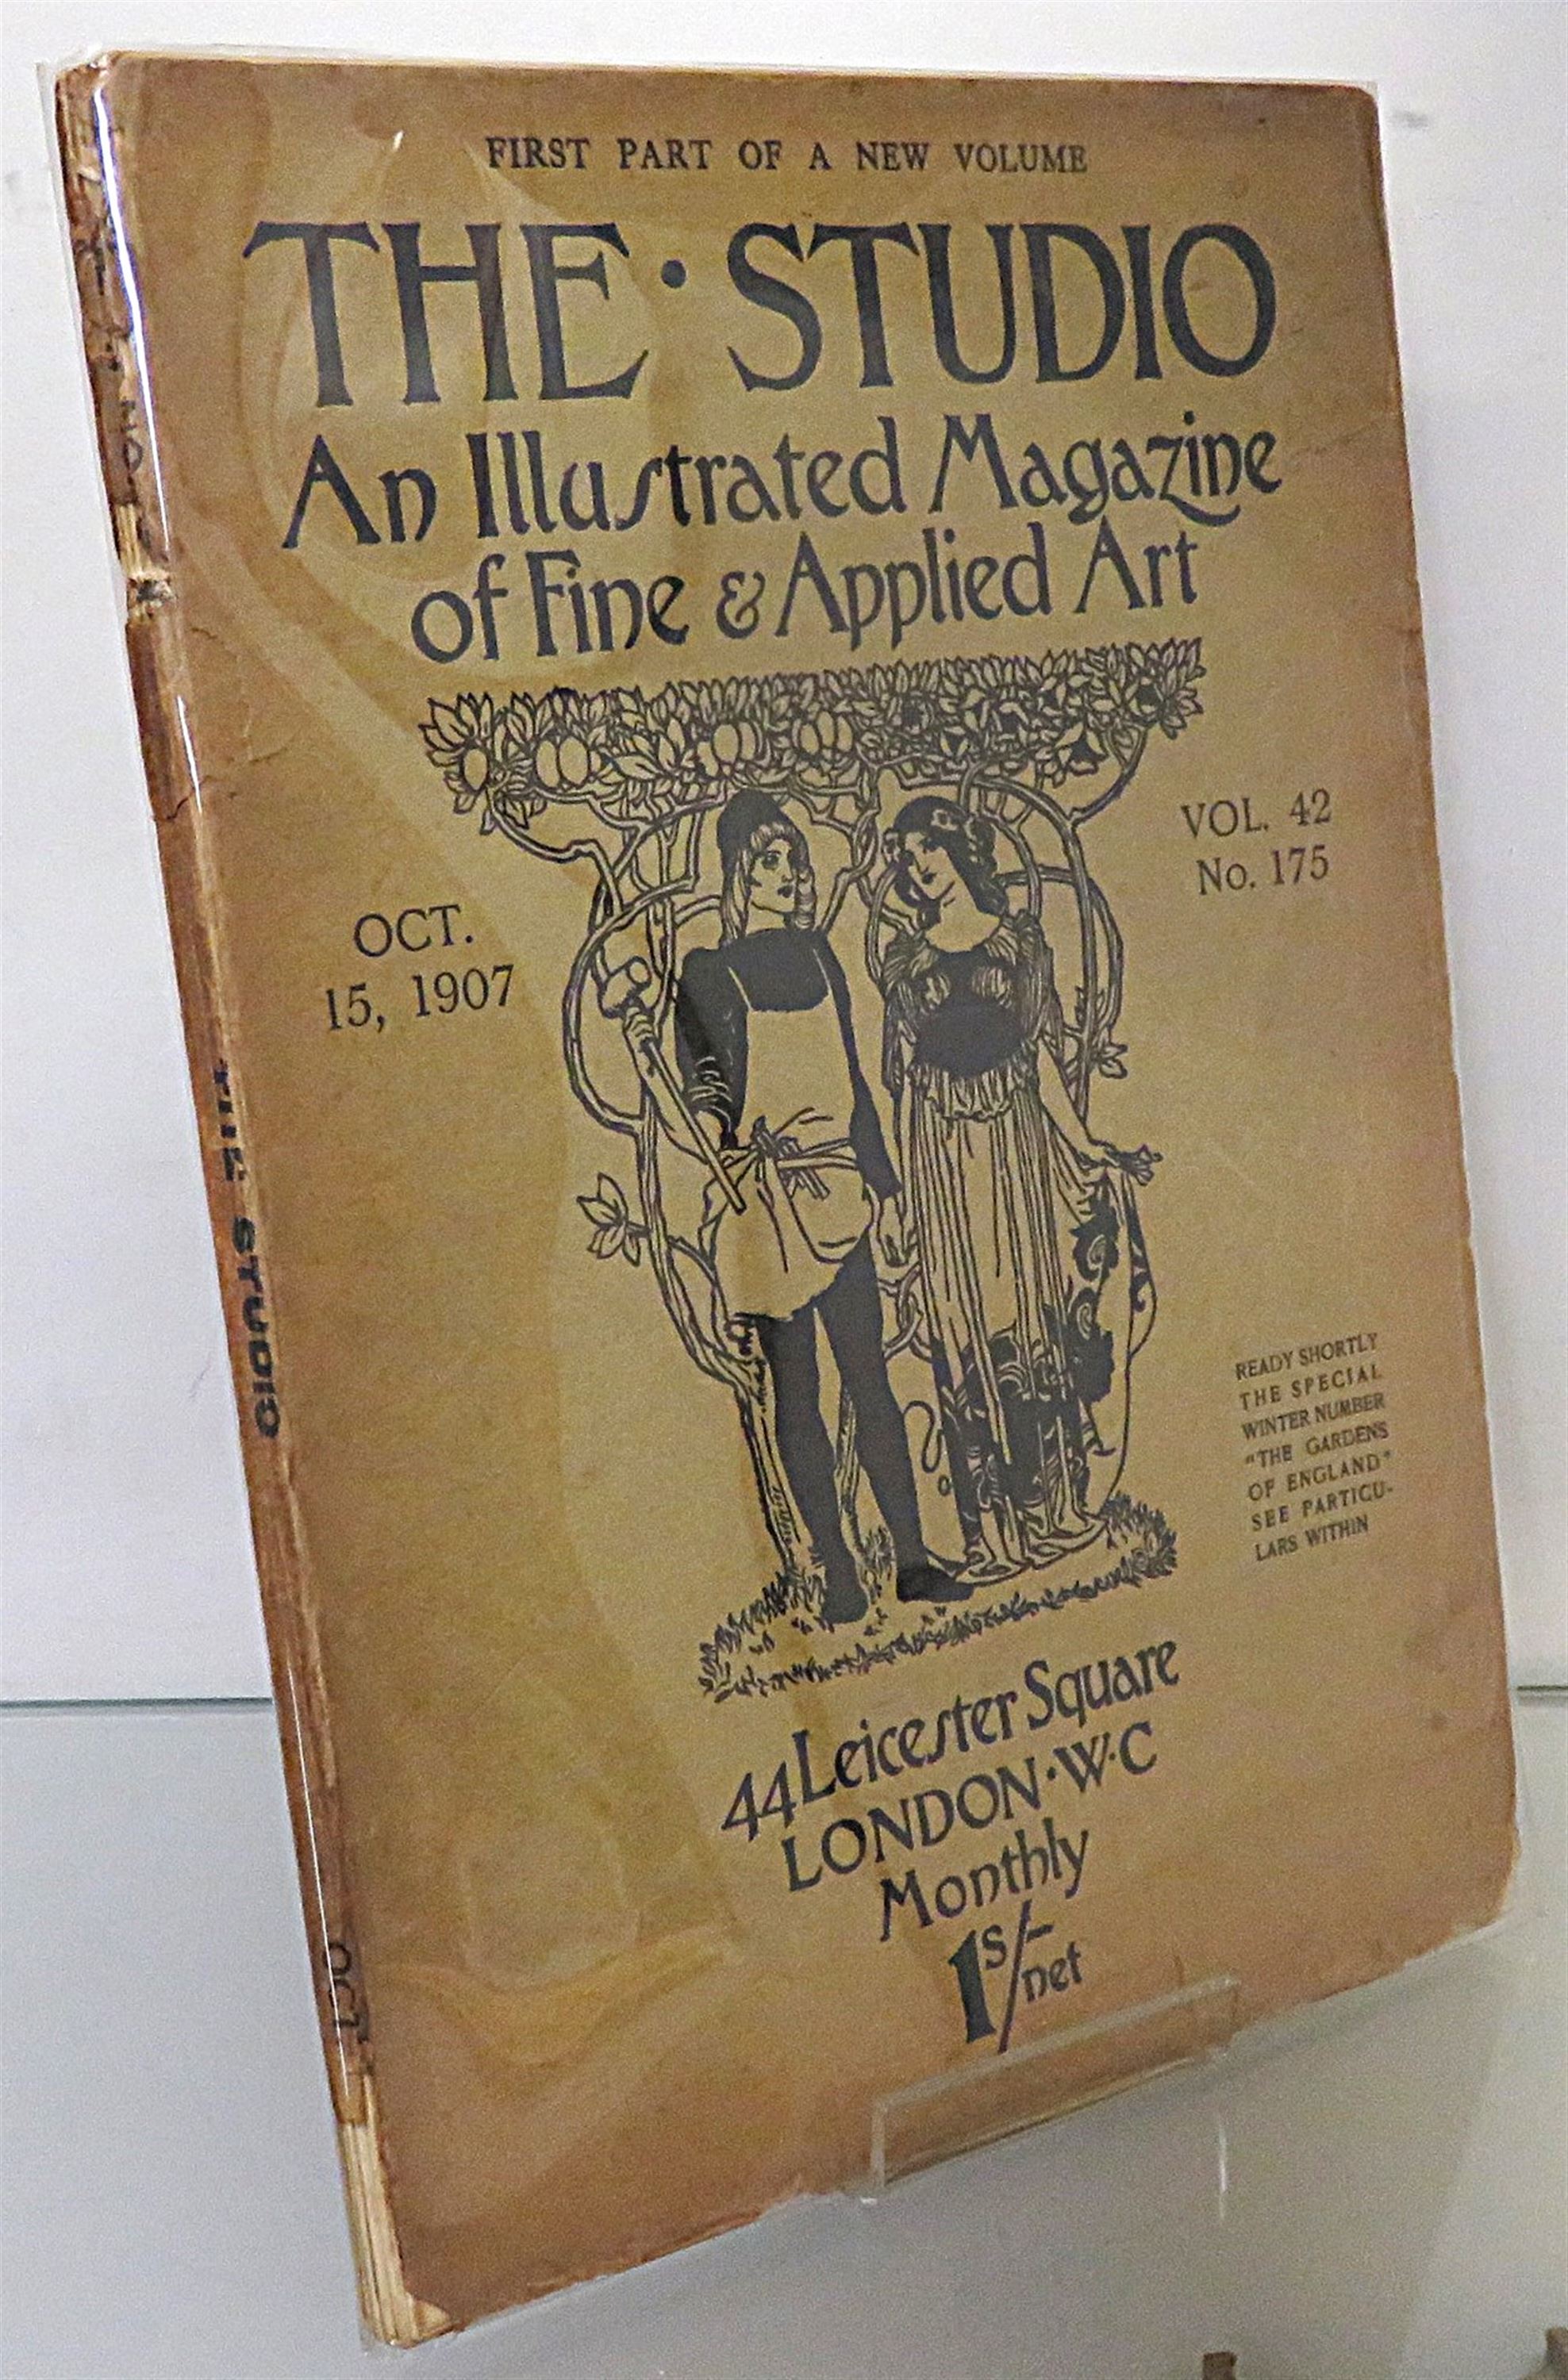 FIRST PART OF A NEW VOLUME
THE · STUDIO
An Illustrated Magazine
of Fine & Applied Art
OCT.
15, 1907
VOL. 42
No. 175
READY SHORTLY
THE SPECIAL
WINTER NUMBER
"THE GARDENS
OF ENGLAND"
SEE PARTICU-
LARS WITHIN
44 Leicester Square
LONDON · W · C
Monthly
1S/-
net
THE STUDIO
OCT